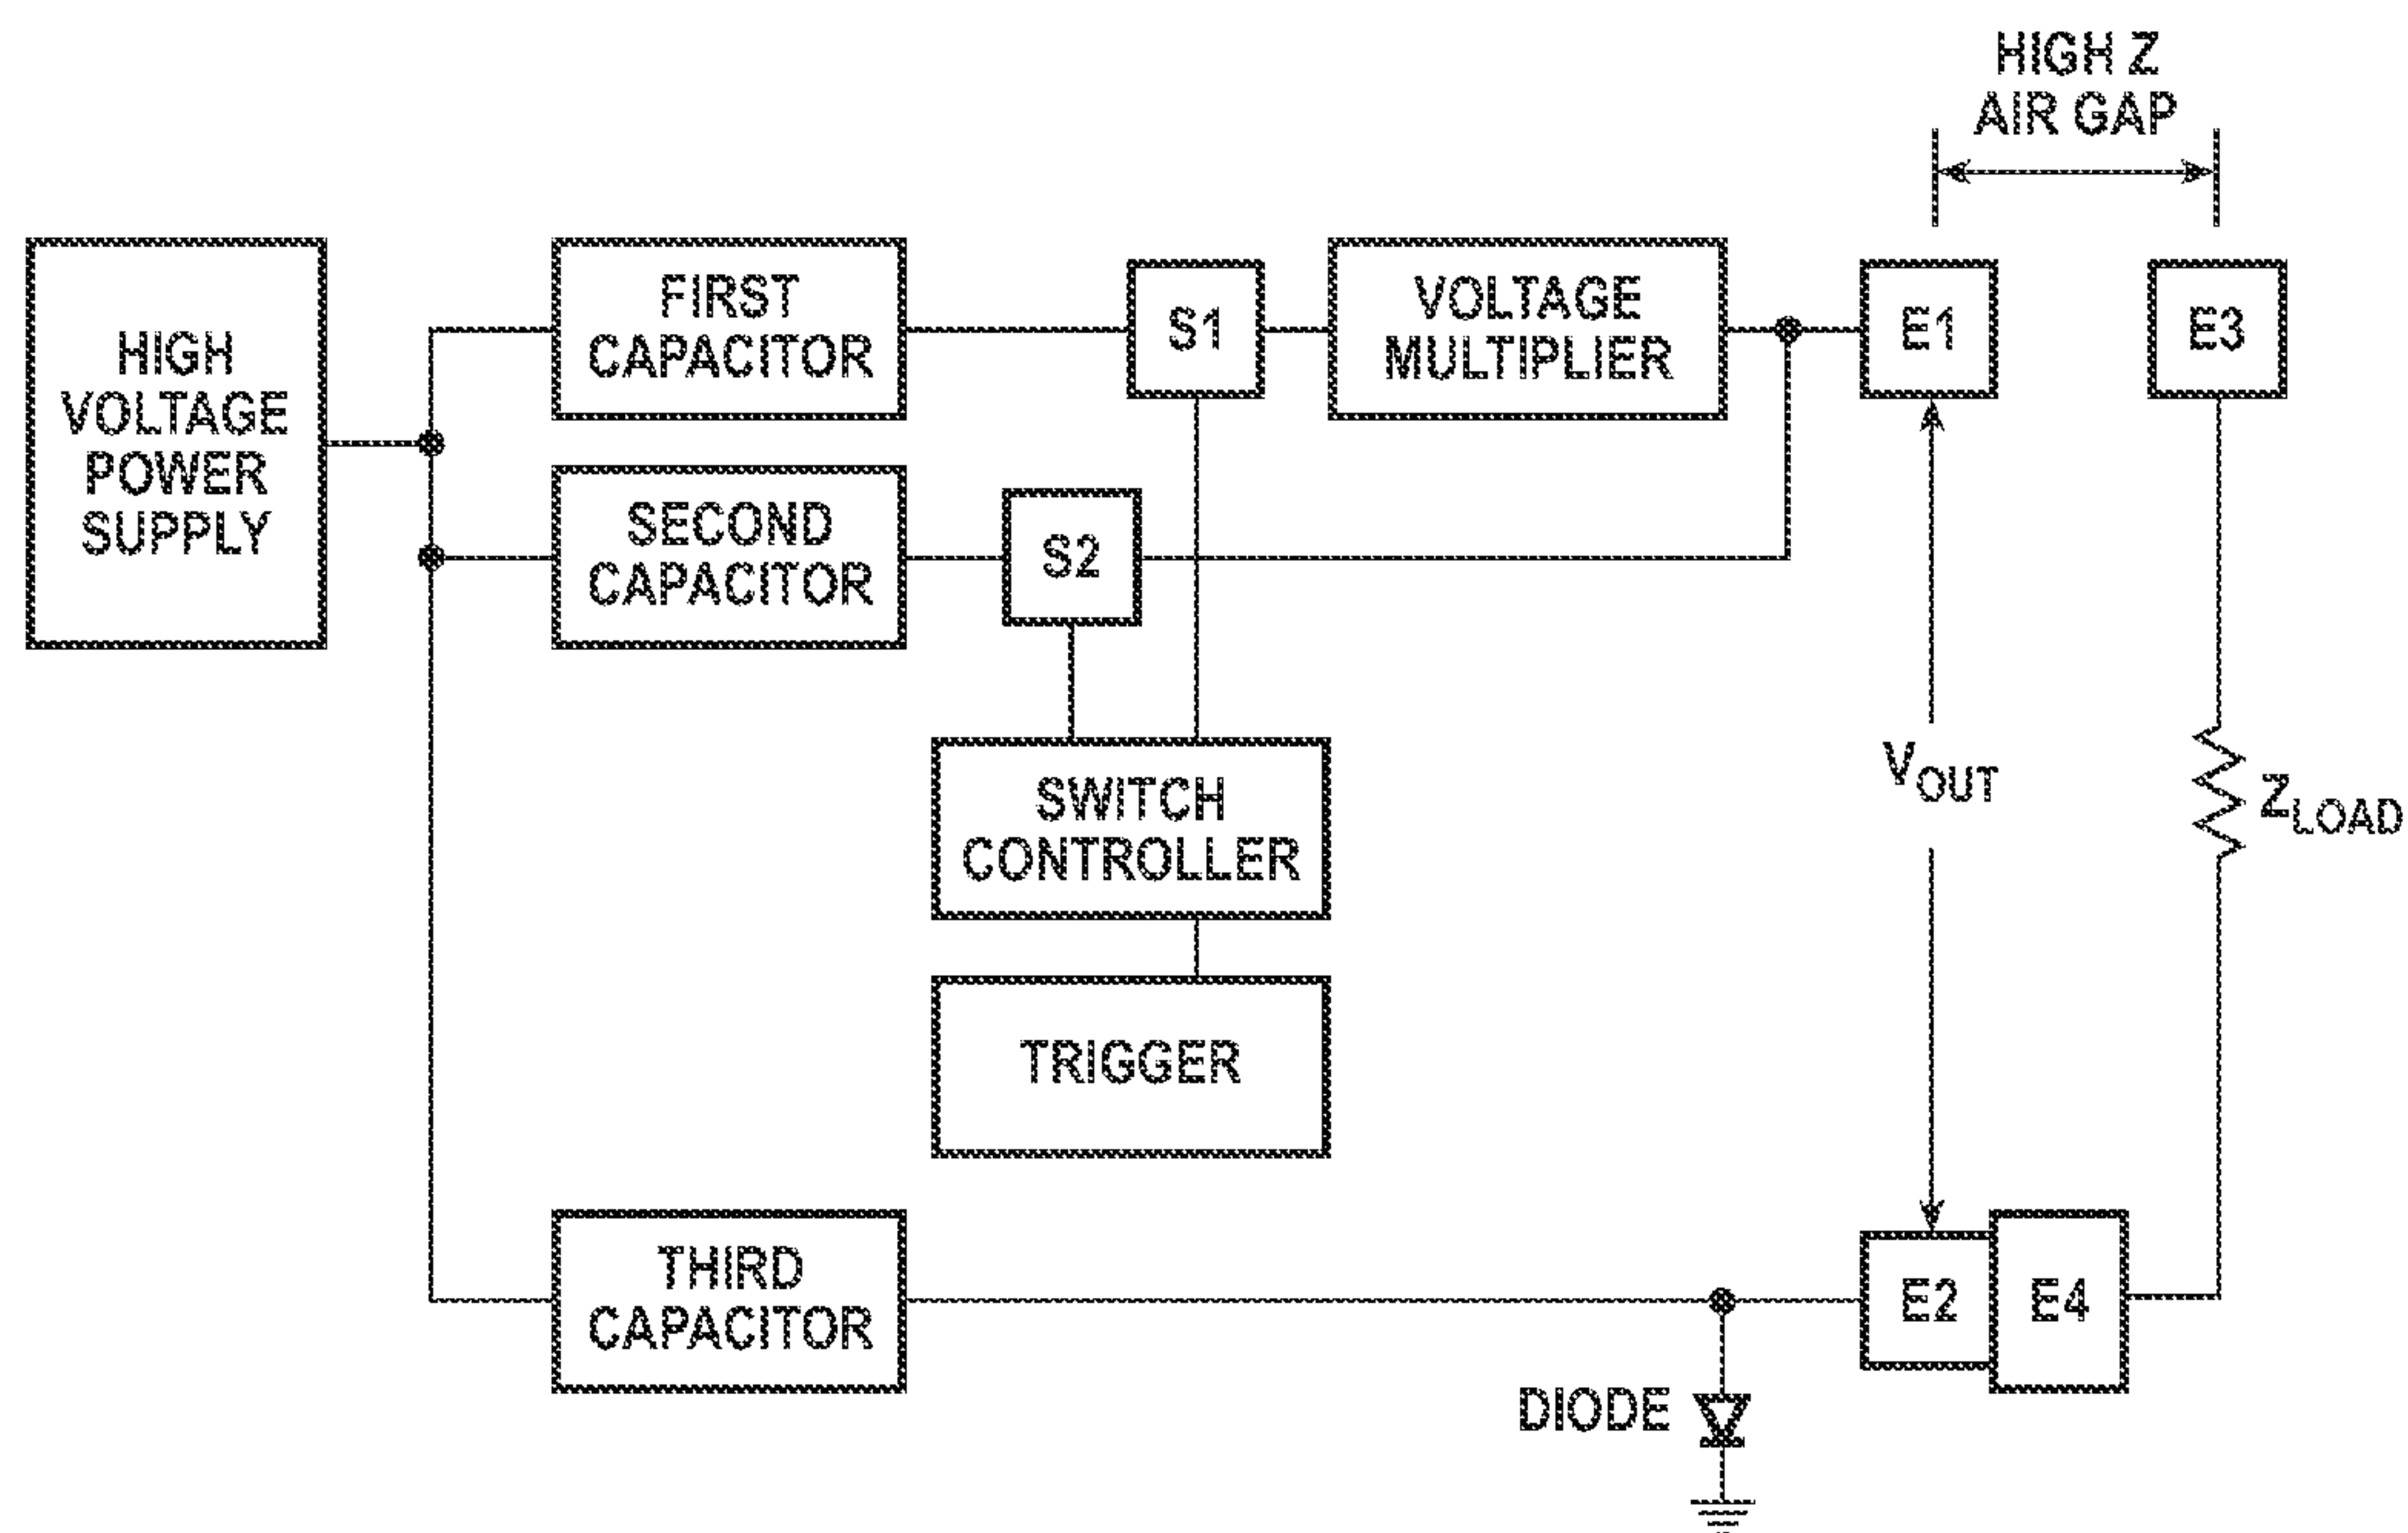 HIGH Z
AIR GAP
HIGH
VOLTAGE
POWER
SUPPLY
FIRST
CAPACITOR
S1
VOLTAGE
MULTIPLIER
E1
E3
SECOND
CAPACITOR
S2
SWITCH
CONTROLLER
VOUT
ZLOAD
TRIGGER
THIRD
CAPACITOR
E2
E4
DIODE